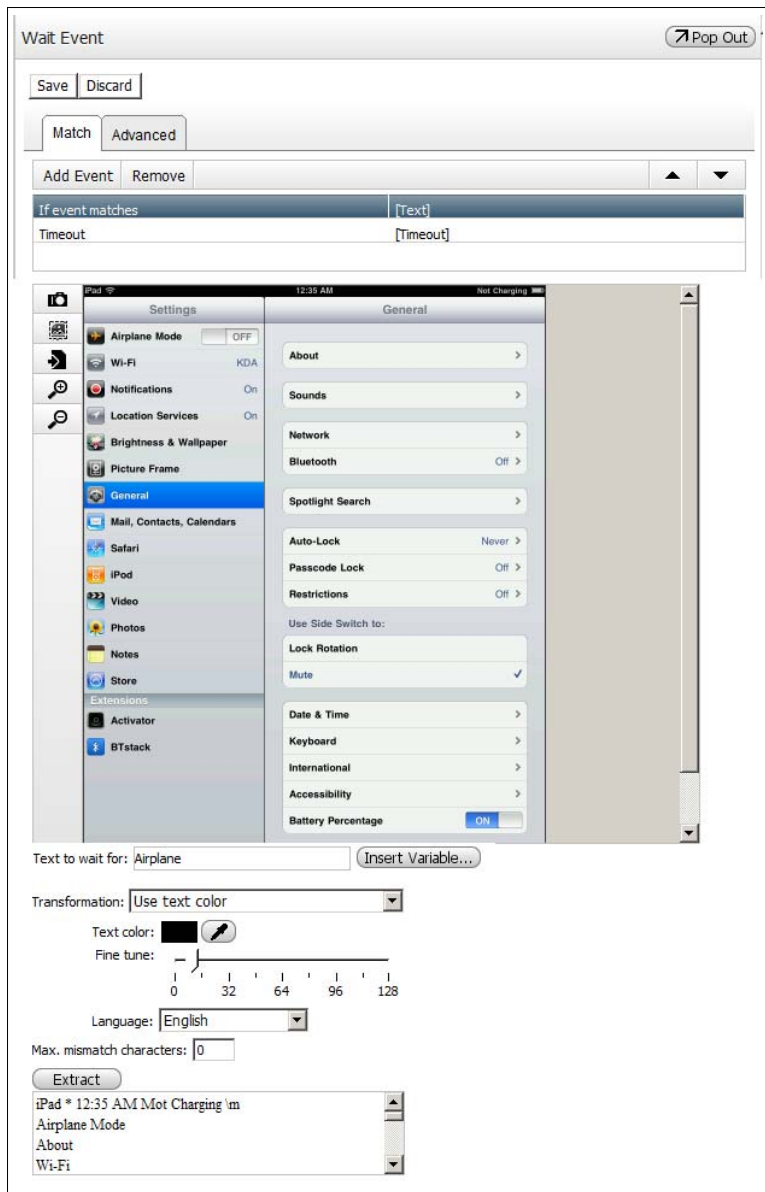 Wait Event Pop Out
Save Discard
Match Advanced
Add Event Remove
If event matches [Text]
Timeout [Timeout]
iPad 12:35 AM Not Charging
Settings General
Airplane Mode OFF
Wi-Fi KDA
Notifications On
Location Services On
Brightness & Wallpaper
Picture Frame
General
Mail, Contacts, Calendars
Safari
iPod
Video
Photos
Notes
Store
Extensions
Activator
BTstack
About
Sounds
Network
Bluetooth Off
Spotlight Search
Auto-Lock Never
Passcode Lock Off
Restrictions Off
Use Side Switch to:
Lock Rotation
Mute
Date & Time
Keyboard
International
Accessibility
Battery Percentage ON
Text to wait for: Airplane Insert Variable...
Transformation: Use text color
Text color:
Fine tune:
0 32 64 96 128
Language: English
Max. mismatch characters: 0
Extract
iPad * 12:35 AM Mot Charging \m
Airplane Mode
About
Wi-Fi